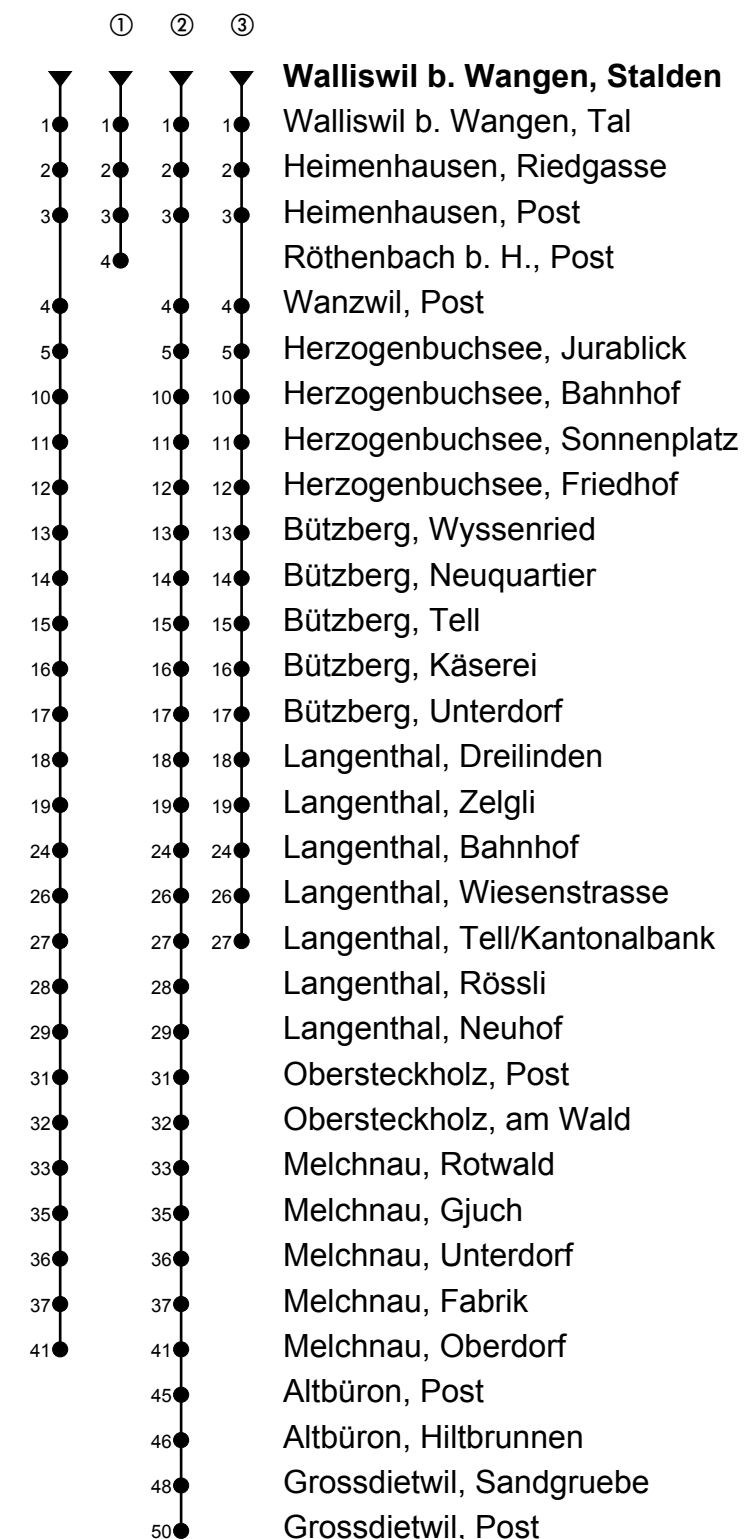 ① ② ③
Walliswil b. Wangen, Stalden
1 1 1 1 Walliswil b. Wangen, Tal
2 2 2 2 Heimenhausen, Riedgasse
3 3 3 3 Heimenhausen, Post
4 Röthenbach b. H., Post
4 4 4 Wanzwil, Post
5 5 5 Herzogenbuchsee, Jurablick
10 10 10 Herzogenbuchsee, Bahnhof
11 11 11 Herzogenbuchsee, Sonnenplatz
12 12 12 Herzogenbuchsee, Friedhof
13 13 13 Bützberg, Wyssenried
14 14 14 Bützberg, Neuquartier
15 15 15 Bützberg, Tell
16 16 16 Bützberg, Käserei
17 17 17 Bützberg, Unterdorf
18 18 18 Langenthal, Dreilinden
19 19 19 Langenthal, Zelgli
24 24 24 Langenthal, Bahnhof
26 26 26 Langenthal, Wiesenstrasse
27 27 27 Langenthal, Tell/Kantonalbank
28 28 Langenthal, Rössli
29 29 Langenthal, Neuhof
31 31 Obersteckholz, Post
32 32 Obersteckholz, am Wald
33 33 Melchnau, Rotwald
35 35 Melchnau, Gjuch
36 36 Melchnau, Unterdorf
37 37 Melchnau, Fabrik
41 41 Melchnau, Oberdorf
45 Altbüron, Post
46 Altbüron, Hiltbrunnen
48 Grossdietwil, Sandgruebe
50 Grossdietwil, Post